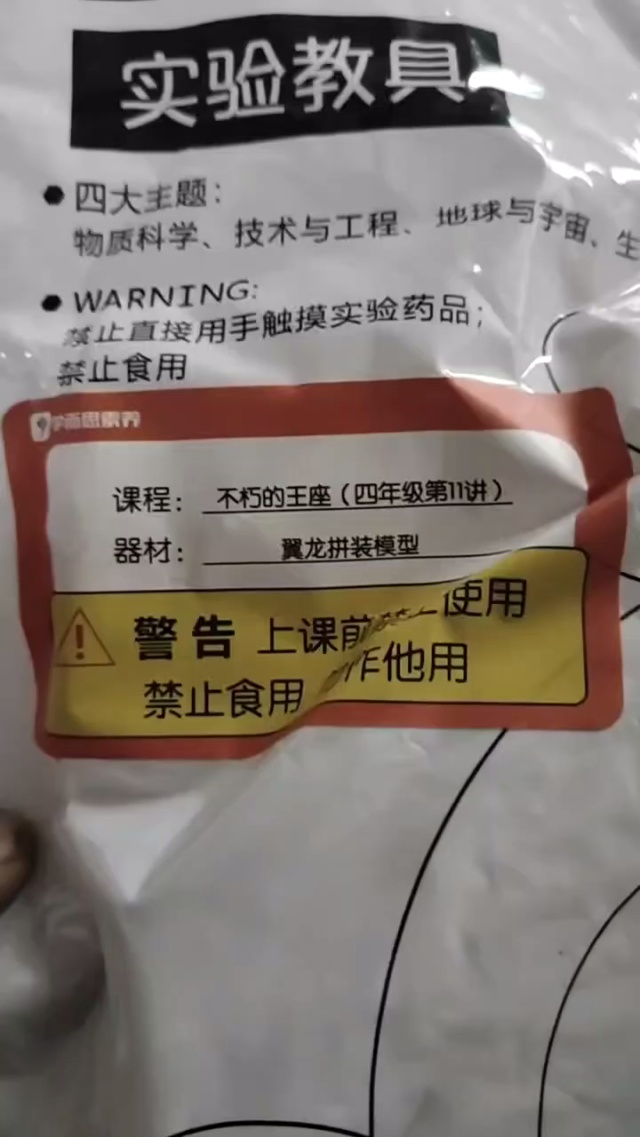 实验教具
四大主题：
物质科学、技术与工程、地球与宇宙、生
WARNING:
禁止直接用手触摸实验药品；
禁止食用
学而思素养
课程： 不朽的王座（四年级第11讲）
器材： 翼龙拼装模型
警告 上课前禁止使用
禁止食用 作他用